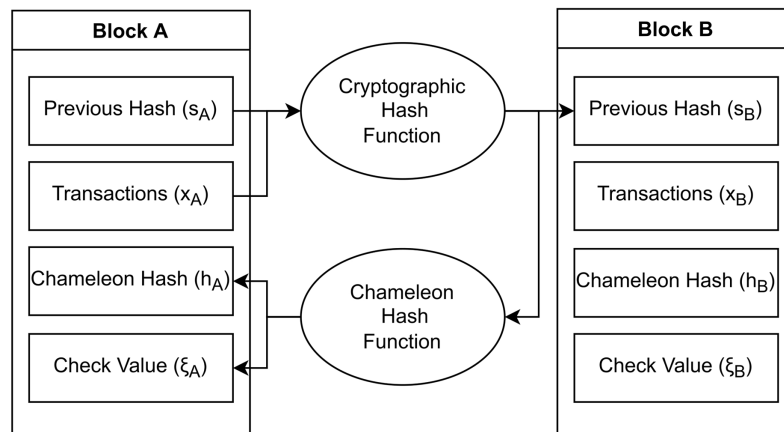 Block A
Previous Hash (sA)
Transactions (xA)
Chameleon Hash (hA)
Check Value (ξA)
Cryptographic
Hash
Function
Chameleon
Hash
Function
Block B
Previous Hash (sB)
Transactions (xB)
Chameleon Hash (hB)
Check Value (ξB)